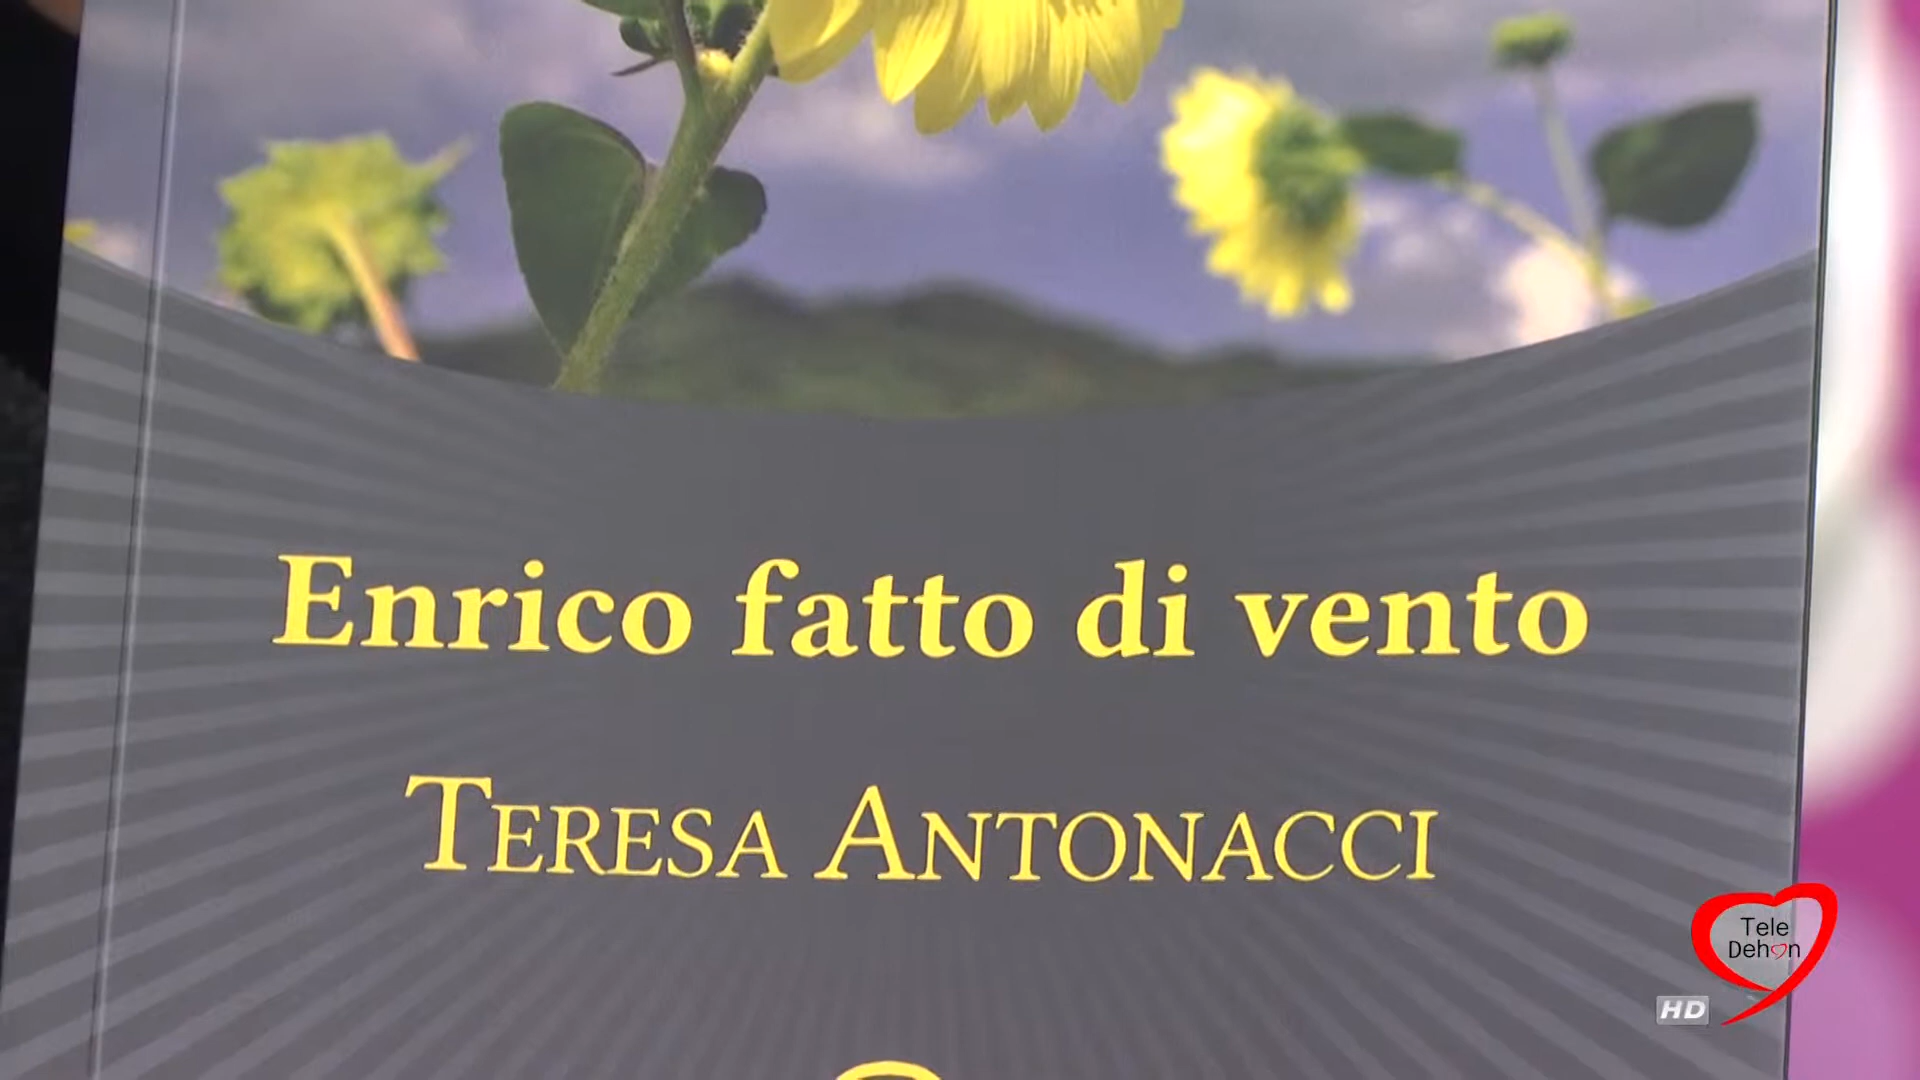 Enrico fatto di vento
TERESA ANTONACCI
Tele
Dehon
HD